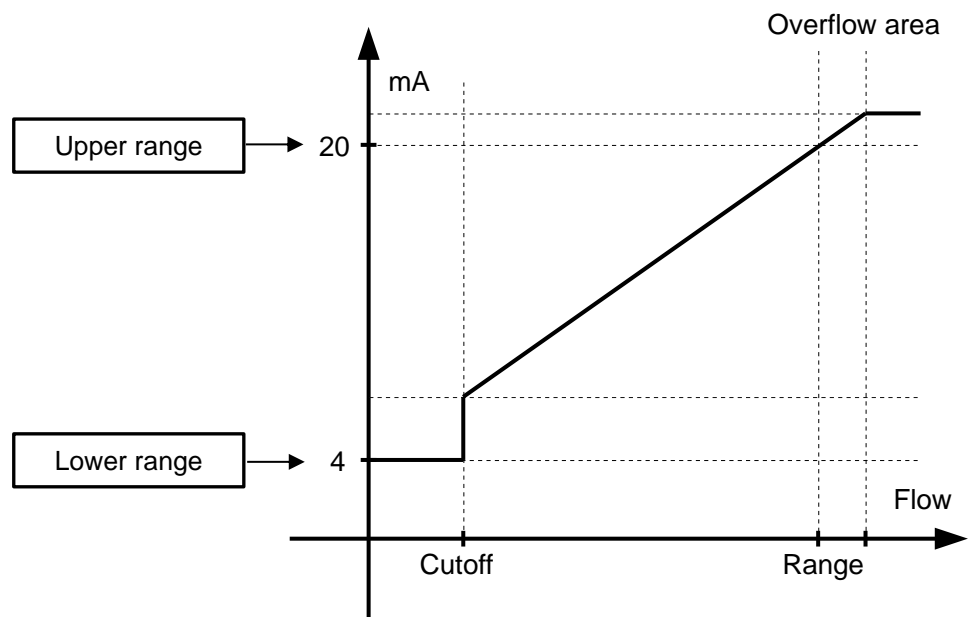 Overflow area
mA
Upper range
20
Lower range
4
Flow
Cutoff
Range